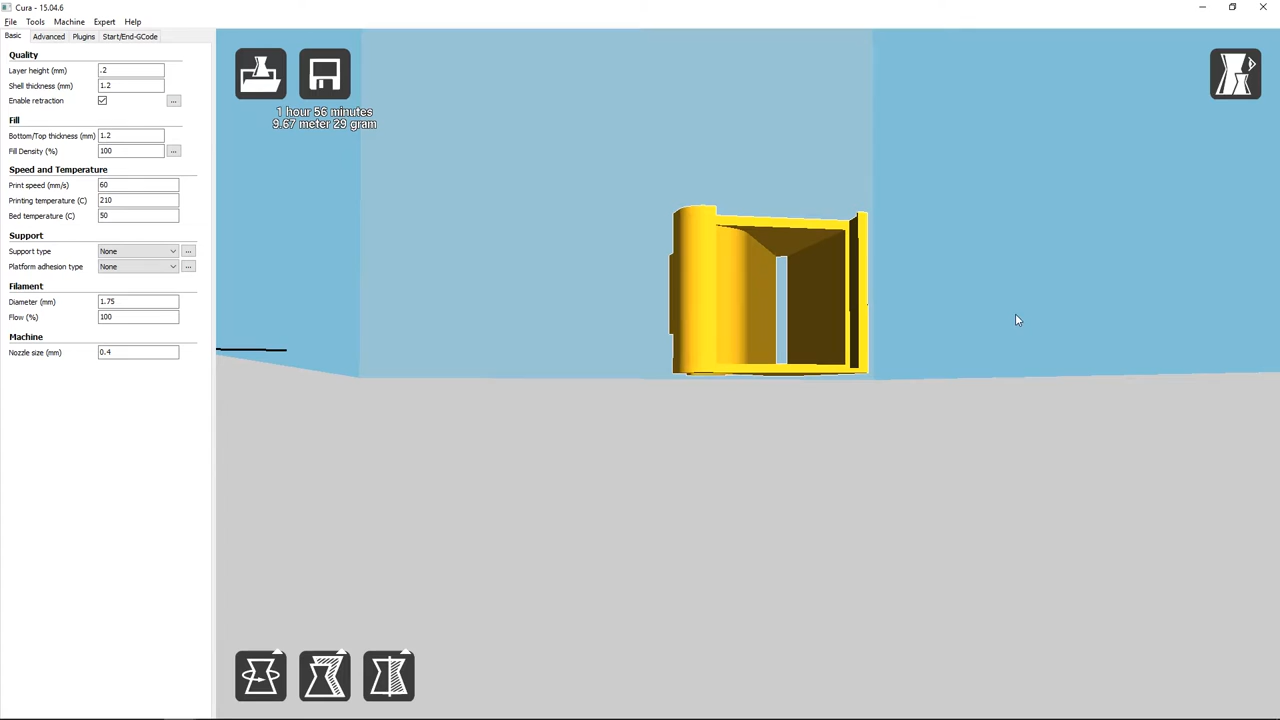 Cura - 15.04.6
File Tools Machine Expert Help
Basic Advanced Plugins Start/End-GCode
Quality
Layer height (mm) .2
Shell thickness (mm) 1.2
Enable retraction ...
Fill
Bottom/Top thickness (mm) 1.2
Fill Density (%) 100 ...
Speed and Temperature
Print speed (mm/s) 60
Printing temperature (C) 210
Bed temperature (C) 50
Support
Support type None ...
Platform adhesion type None ...
Filament
Diameter (mm) 1.75
Flow (%) 100
Machine
Nozzle size (mm) 0.4
1 hour 56 minutes
9.67 meter 29 gram